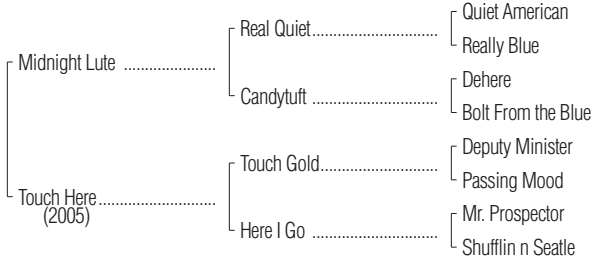 Quiet American
Real Quiet
Really Blue
Midnight Lute
Dehere
Candytuft
Bolt From the Blue
Deputy Minister
Touch Gold
Passing Mood
Touch Here
(2005)
Mr. Prospector
Here I Go
Shufflin n Seatle